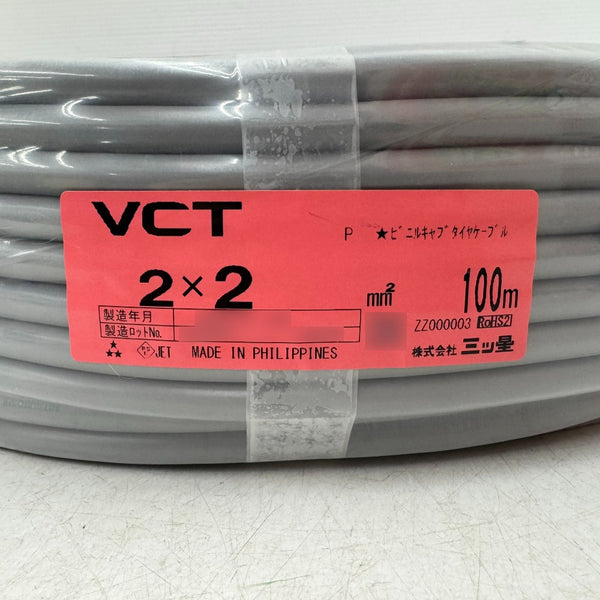 VCT
P ★ビニルキャブタイヤケーブル
2×2 mm² 100m
製造年月
製造ロットNo.
ZZ000003 RoHS2
JET MADE IN PHILIPPINES
株式会社 三ッ星